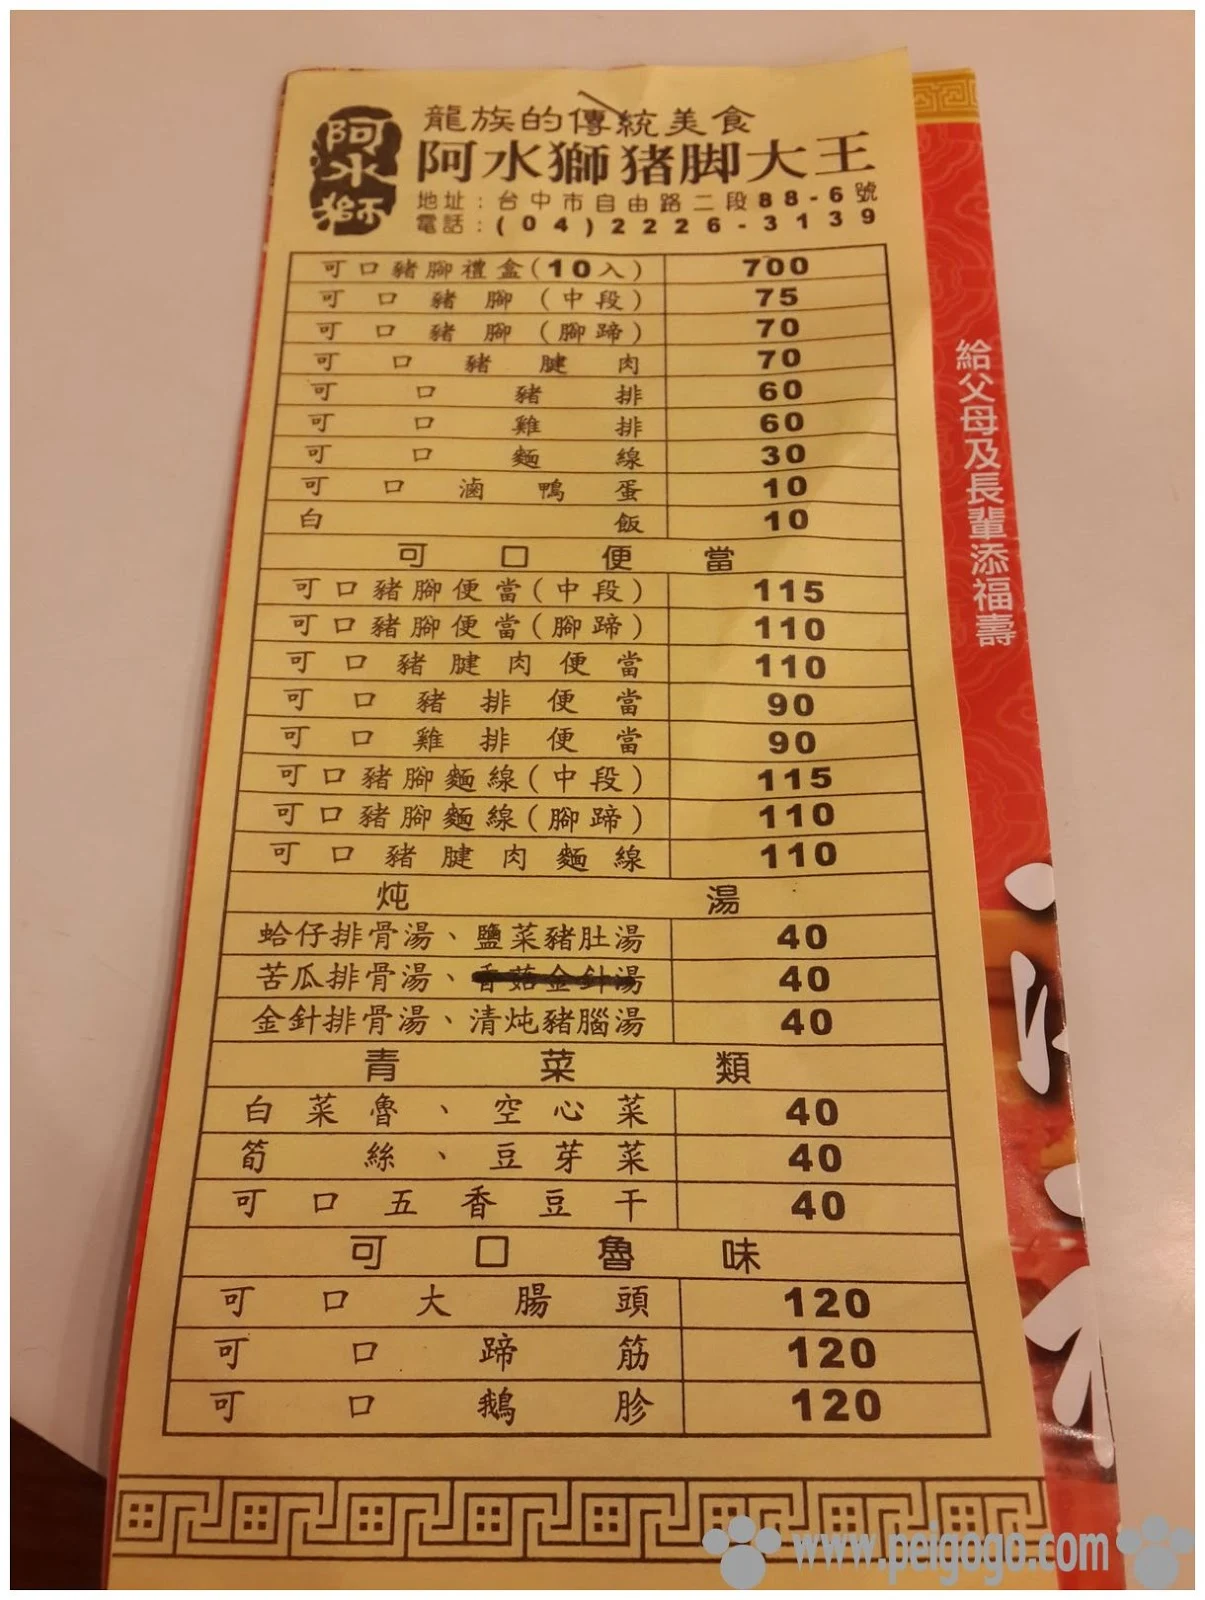 阿水獅
龍族的傳統美食
阿水獅豬腳大王
地址：台中市自由路二段88-6號
電話：(04)2226-3139
可口豬腳禮盒(10入) 700
可口豬腳(中段) 75
可口豬腳(腳蹄) 70
可口豬腱肉 70
可口豬排 60
可口雞排 60
可口麵線 30
可口滷鴨蛋 10
白飯 10
可口便當
可口豬腳便當(中段) 115
可口豬腳便當(腳蹄) 110
可口豬腱肉便當 110
可口豬排便當 90
可口雞排便當 90
可口豬腳麵線(中段) 115
可口豬腳麵線(腳蹄) 110
可口豬腱肉麵線 110
炖湯
蛤仔排骨湯、鹽菜豬肚湯 40
苦瓜排骨湯、香菇金針湯 40
金針排骨湯、清炖豬腦湯 40
青菜類
白菜魯、空心菜 40
筍絲、豆芽菜 40
可口五香豆干 40
可口魯味
可口大腸頭 120
可口蹄筋 120
可口鵝胗 120
給父母及長輩添福壽
www.peigogo.com